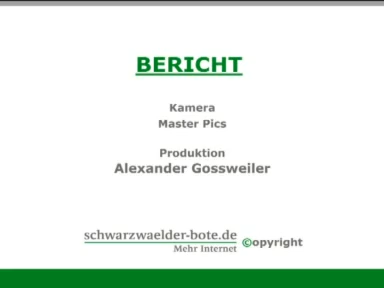 BERICHT
Kamera
Master Pics
Produktion
Alexander Gossweiler
schwarzwaelder-bote.de
Mehr Internet
©opyright